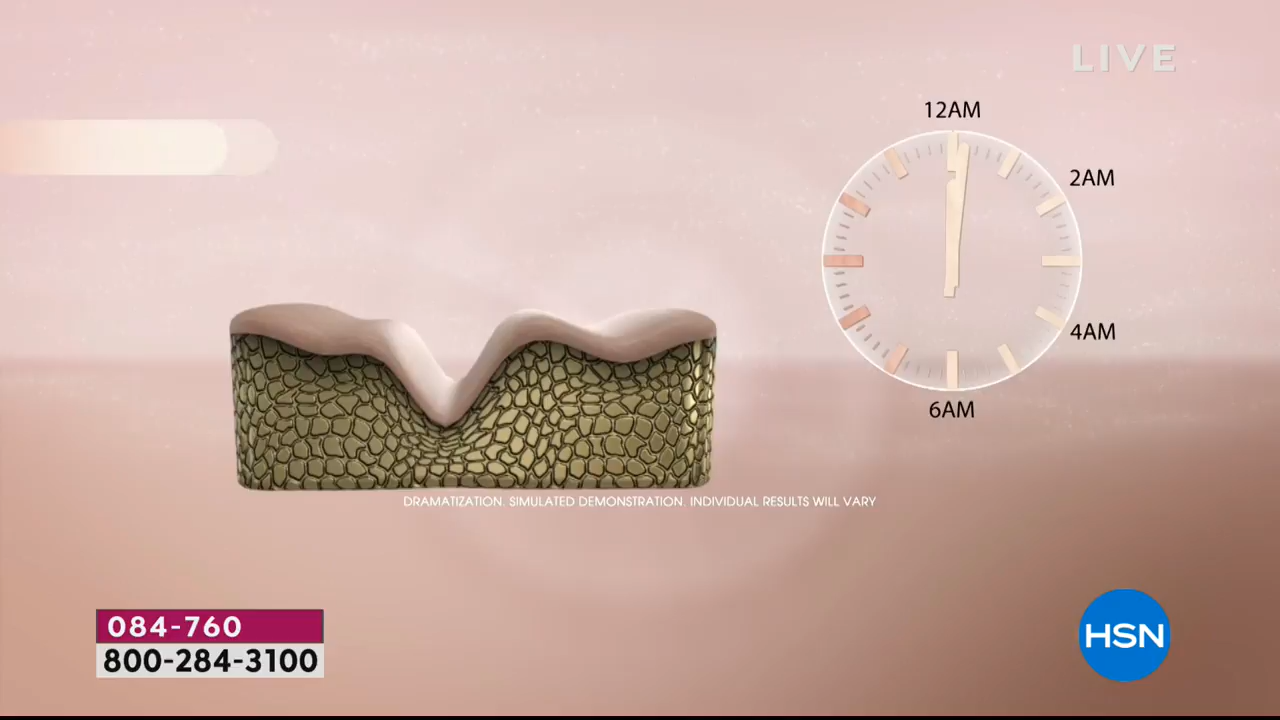 LIVE
12AM
2AM
4AM
6AM
DRAMATIZATION. SIMULATED DEMONSTRATION. INDIVIDUAL RESULTS WILL VARY
084-760
800-284-3100
HSN